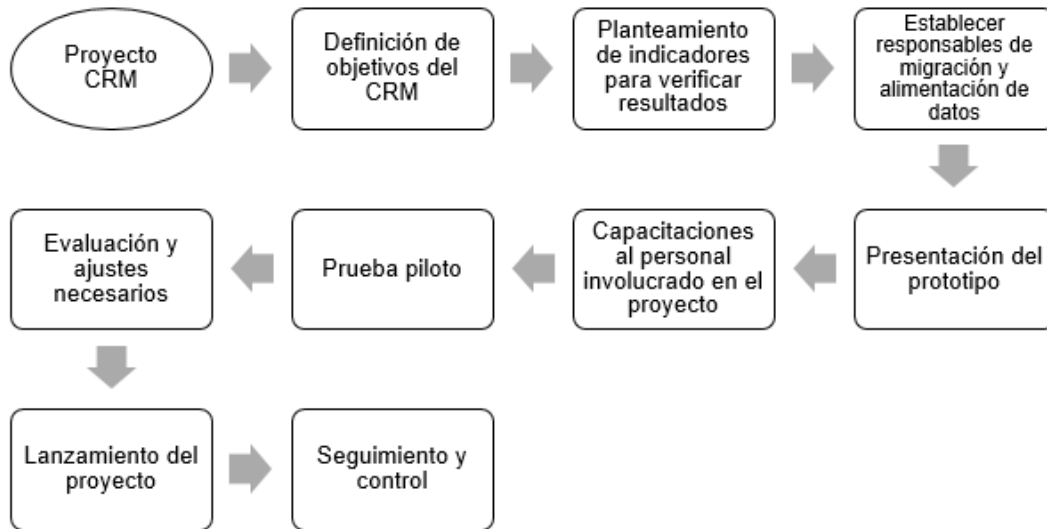 Proyecto
CRM
Definición de
objetivos del
CRM
Planteamiento
de indicadores
para verificar
resultados
Establecer
responsables de
migración y
alimentación de
datos
Presentación del
prototipo
Capacitaciones
al personal
involucrado en el
proyecto
Prueba piloto
Evaluación y
ajustes
necesarios
Lanzamiento del
proyecto
Seguimiento y
control